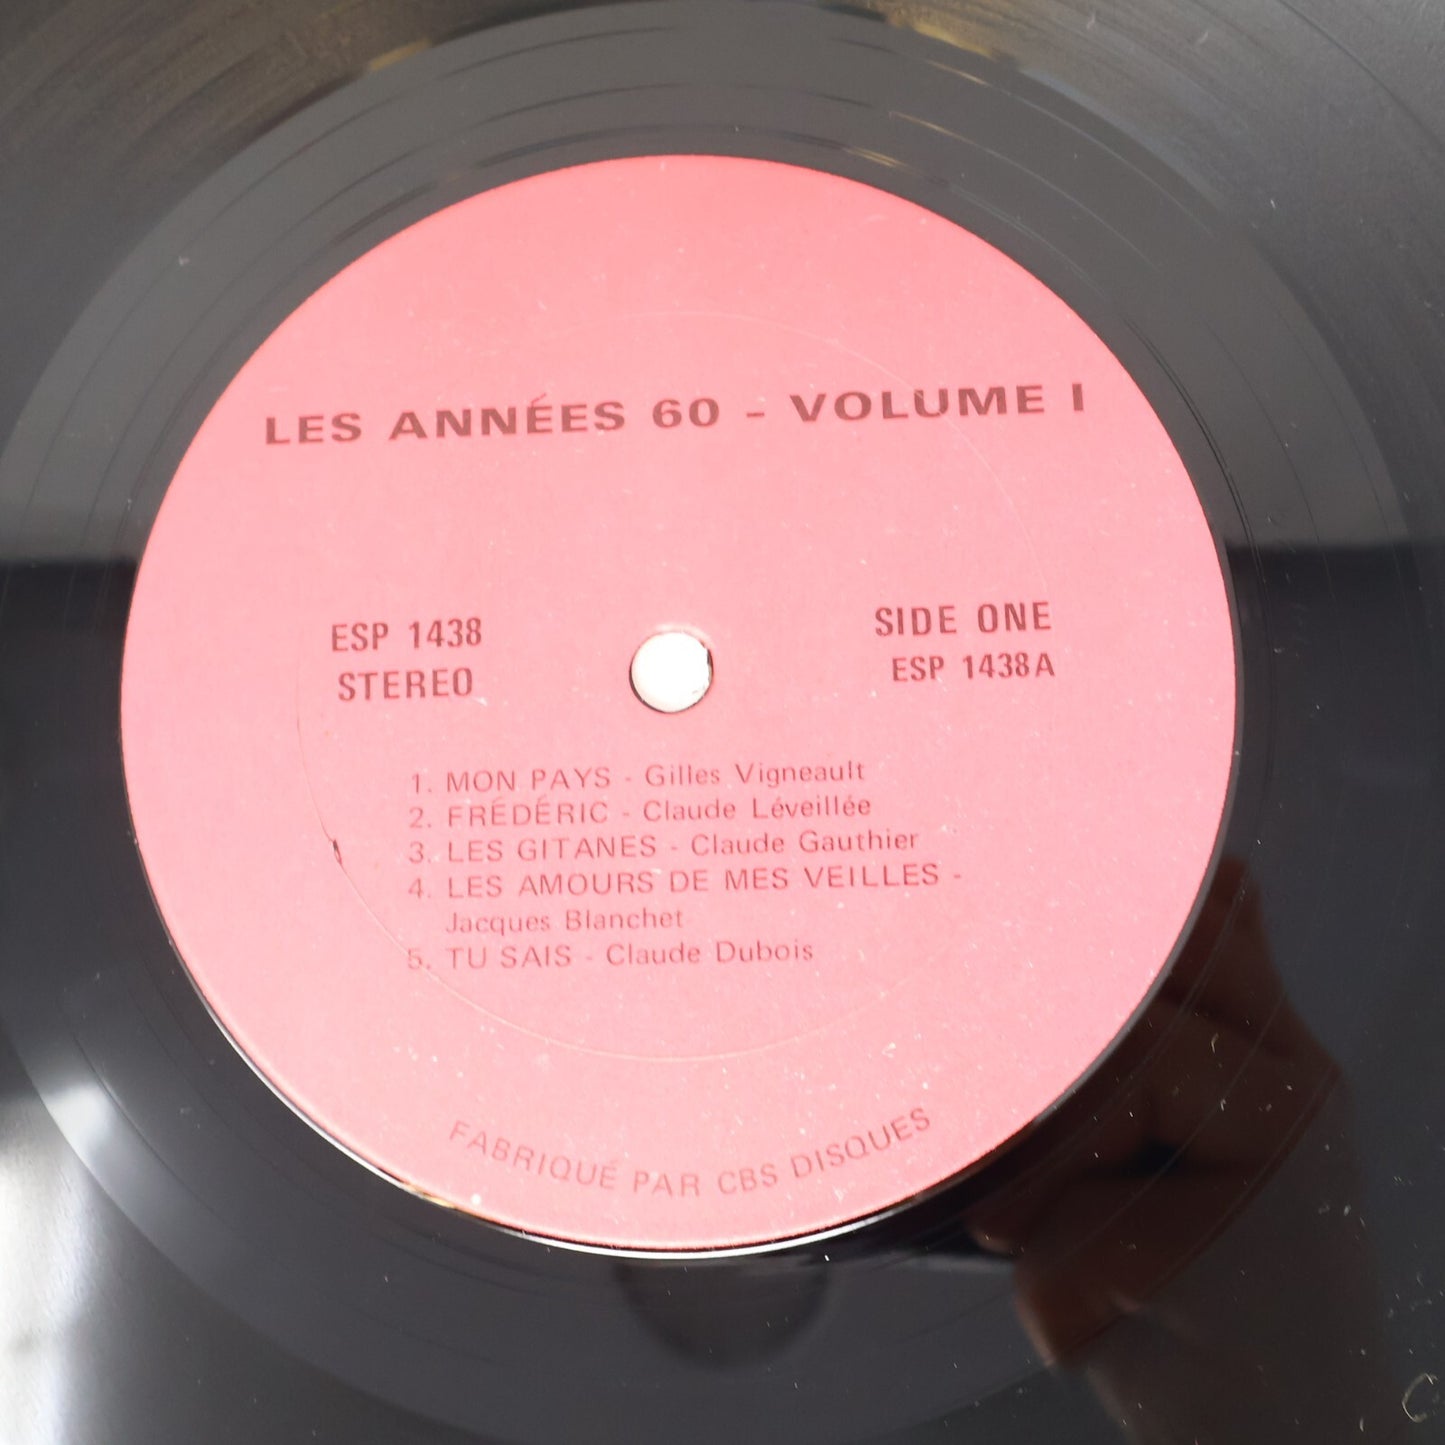 LES ANNÉES 60 - VOLUME I
ESP 1438
STEREO
SIDE ONE
ESP 1438A
1. MON PAYS - Gilles Vigneault
2. FRÉDÉRIC - Claude Léveillée
3. LES GITANES - Claude Gauthier
4. LES AMOURS DE MES VEILLES -
Jacques Blanchet
5. TU SAIS - Claude Dubois
FABRIQUÉ PAR CBS DISQUES